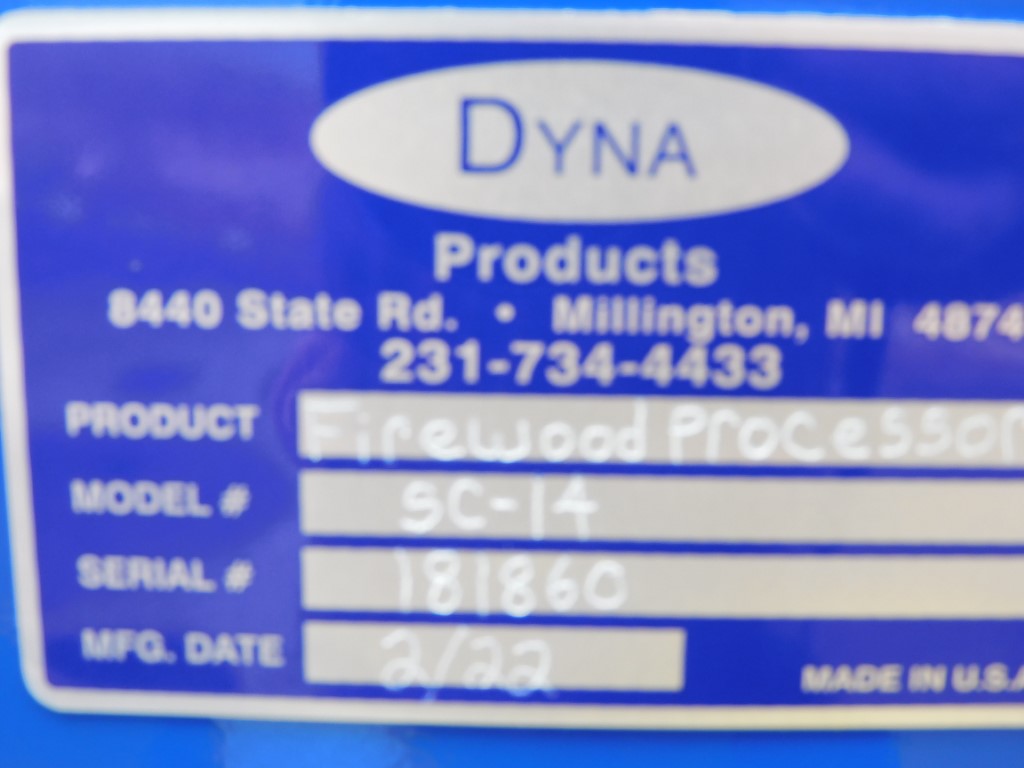 DYNA
Products
8440 State Rd. • Millington, MI 4874
231-734-4433
PRODUCT Firewood Processor
MODEL # SC-14
SERIAL # 181860
MFG. DATE 2/22
MADE IN U.S.A